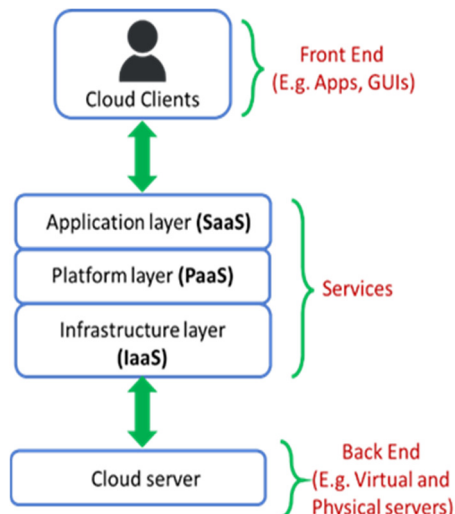 Cloud Clients
Front End
(E.g. Apps, GUIs)
Application layer (SaaS)
Platform layer (PaaS)
Infrastructure layer
(IaaS)
Services
Cloud server
Back End
(E.g. Virtual and
Physical servers)